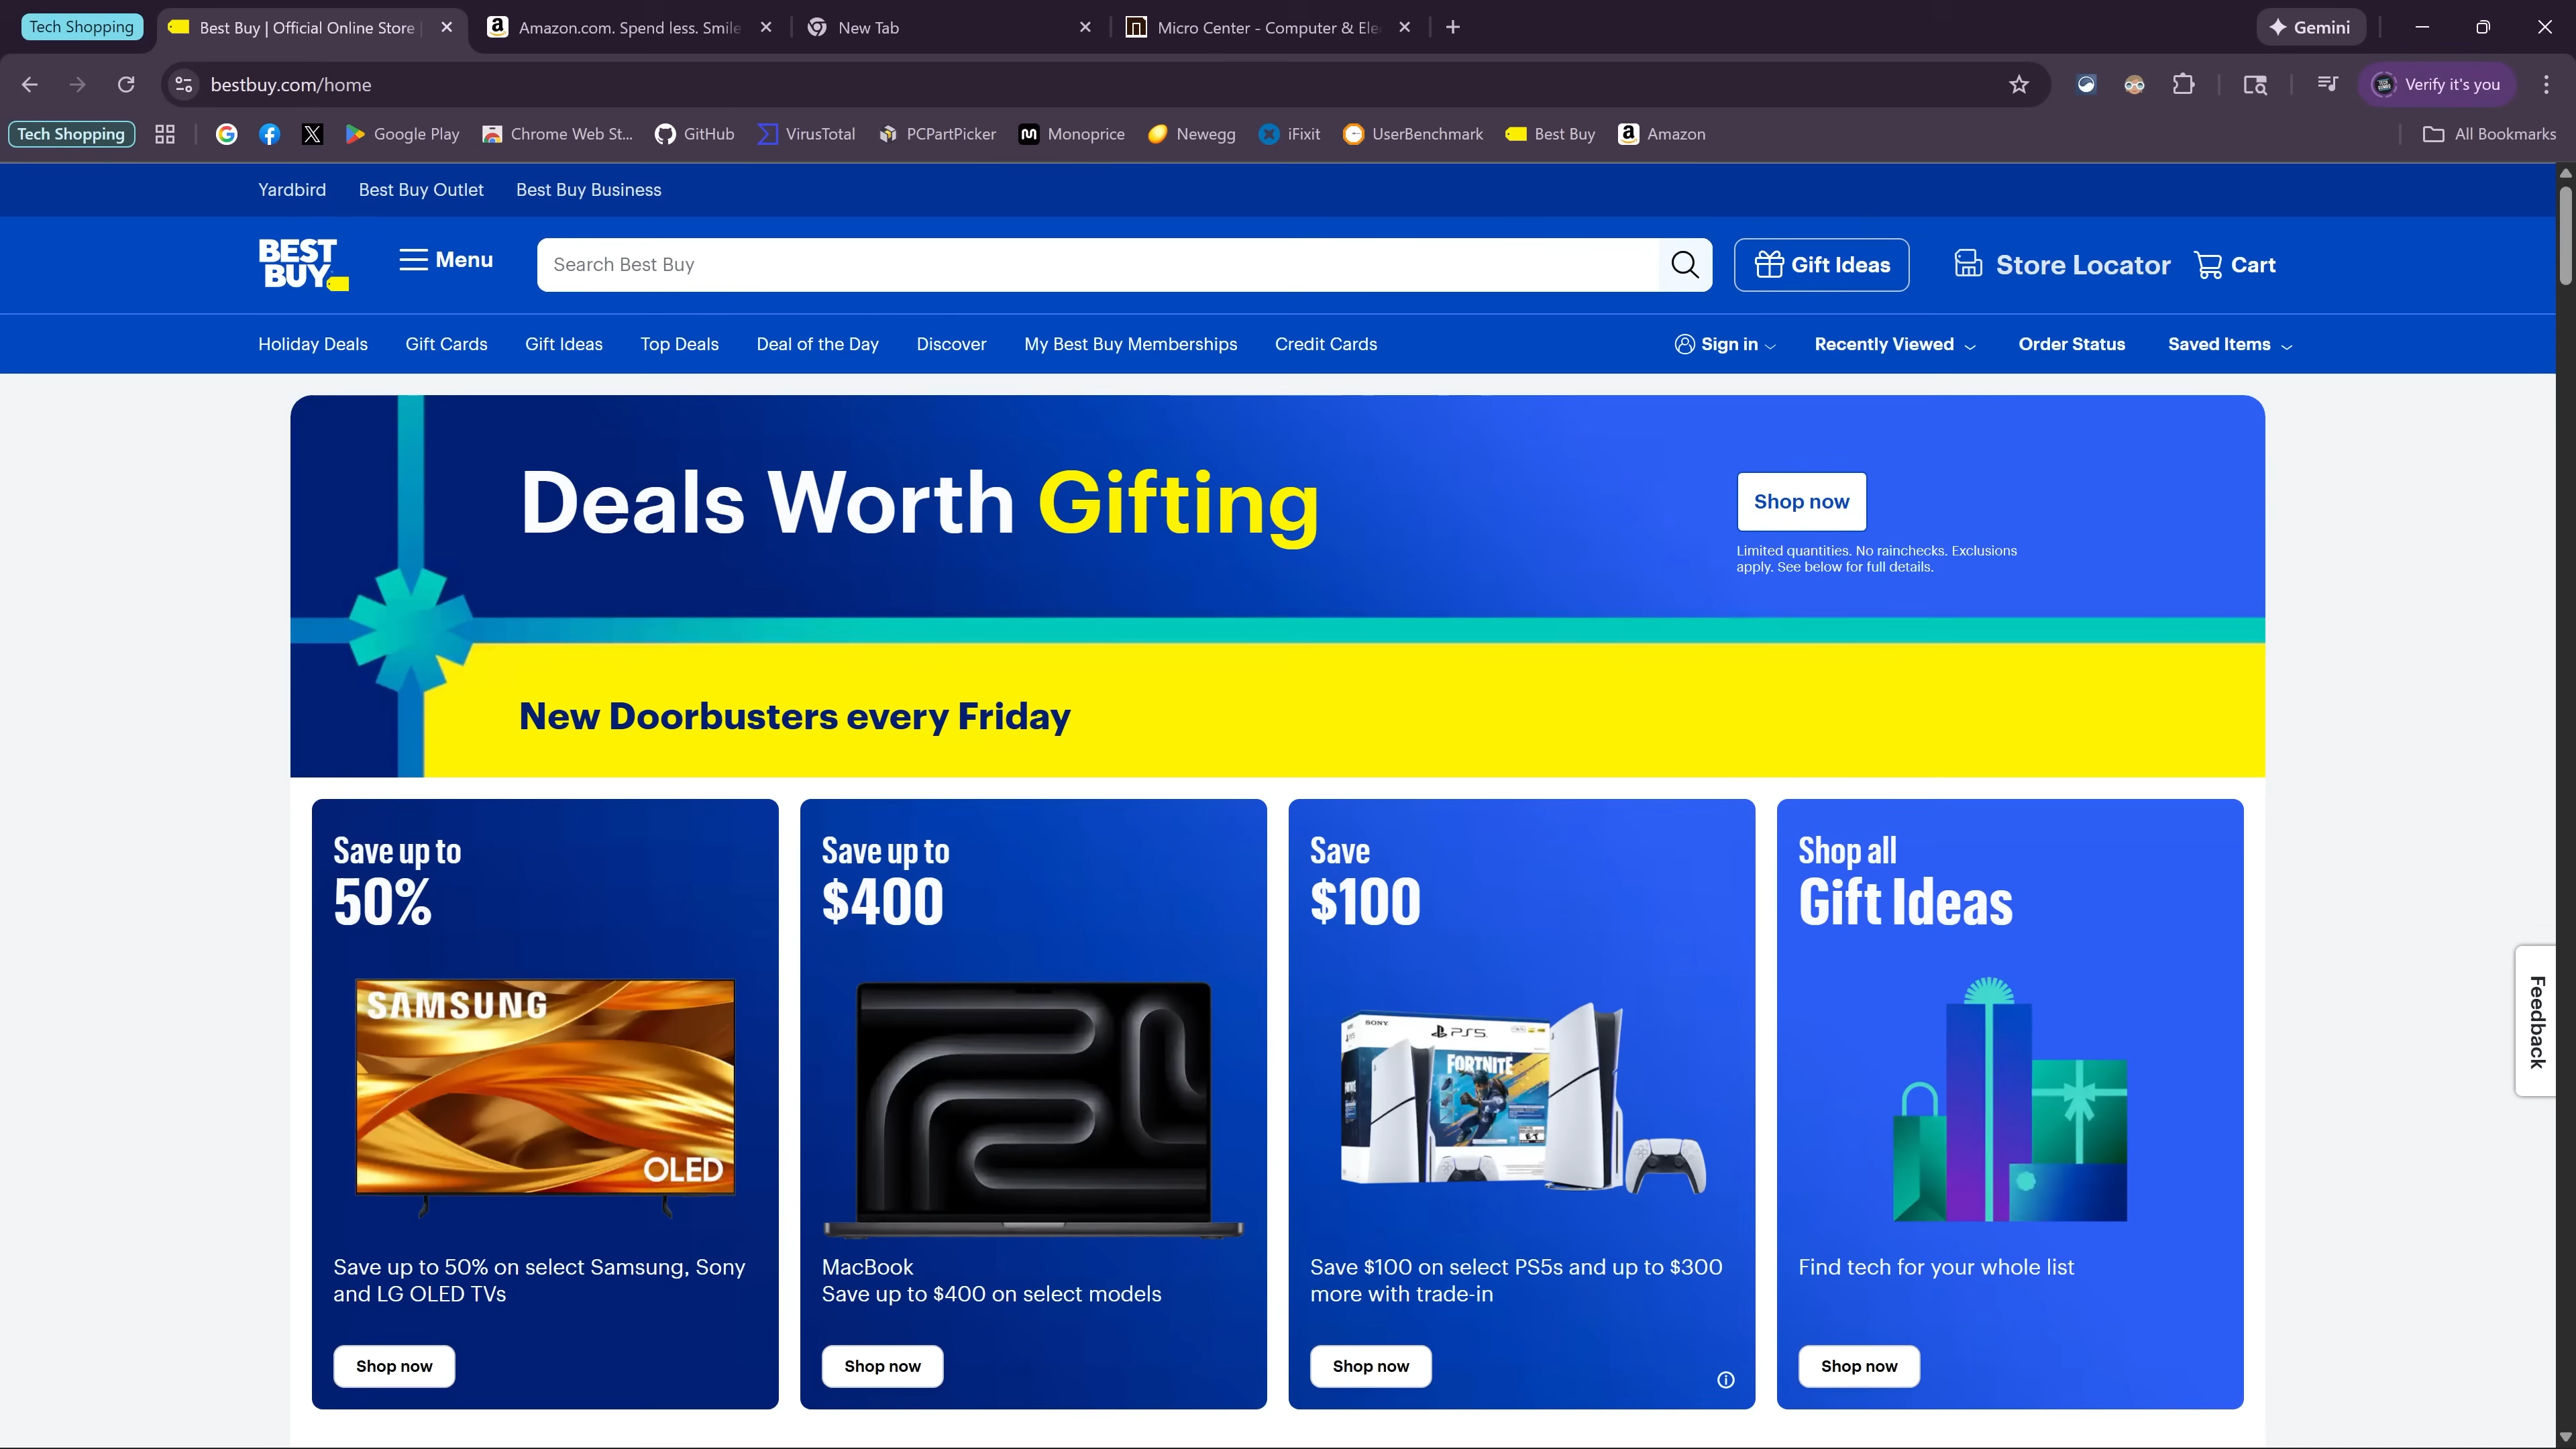 Tech Shopping
Best Buy | Official Online Store |
Amazon.com. Spend less. Smile
New Tab
Micro Center - Computer & Ele
Gemini
bestbuy.com/home
Verify it's you
Tech Shopping
Google Play
Chrome Web St...
GitHub
VirusTotal
PCPartPicker
Monoprice
Newegg
iFixit
UserBenchmark
Best Buy
Amazon
All Bookmarks
Yardbird
Best Buy Outlet
Best Buy Business
BEST
BUY
Menu
Search Best Buy
Gift Ideas
Store Locator
Cart
Holiday Deals
Gift Cards
Gift Ideas
Top Deals
Deal of the Day
Discover
My Best Buy Memberships
Credit Cards
Sign in
Recently Viewed
Order Status
Saved Items
Deals Worth Gifting
Shop now
Limited quantities. No rainchecks. Exclusions
apply. See below for full details.
New Doorbusters every Friday
Save up to
50%
SAMSUNG
OLED
Save up to 50% on select Samsung, Sony
and LG OLED TVs
Shop now
Save up to
$400
MacBook
Save up to $400 on select models
Shop now
Save
$100
SONY
PS5
FORTNITE
Save $100 on select PS5s and up to $300
more with trade-in
Shop now
Shop all
Gift Ideas
Find tech for your whole list
Shop now
Feedback